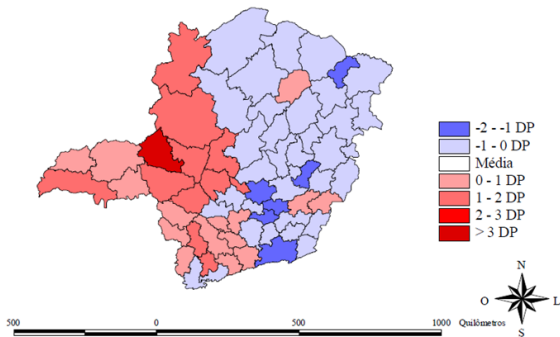 -2 - -1 DP
-1 - 0 DP
Média
0 - 1 DP
1 - 2 DP
2 - 3 DP
> 3 DP
N
O L
S
500 0 500 1000 Quilômetros